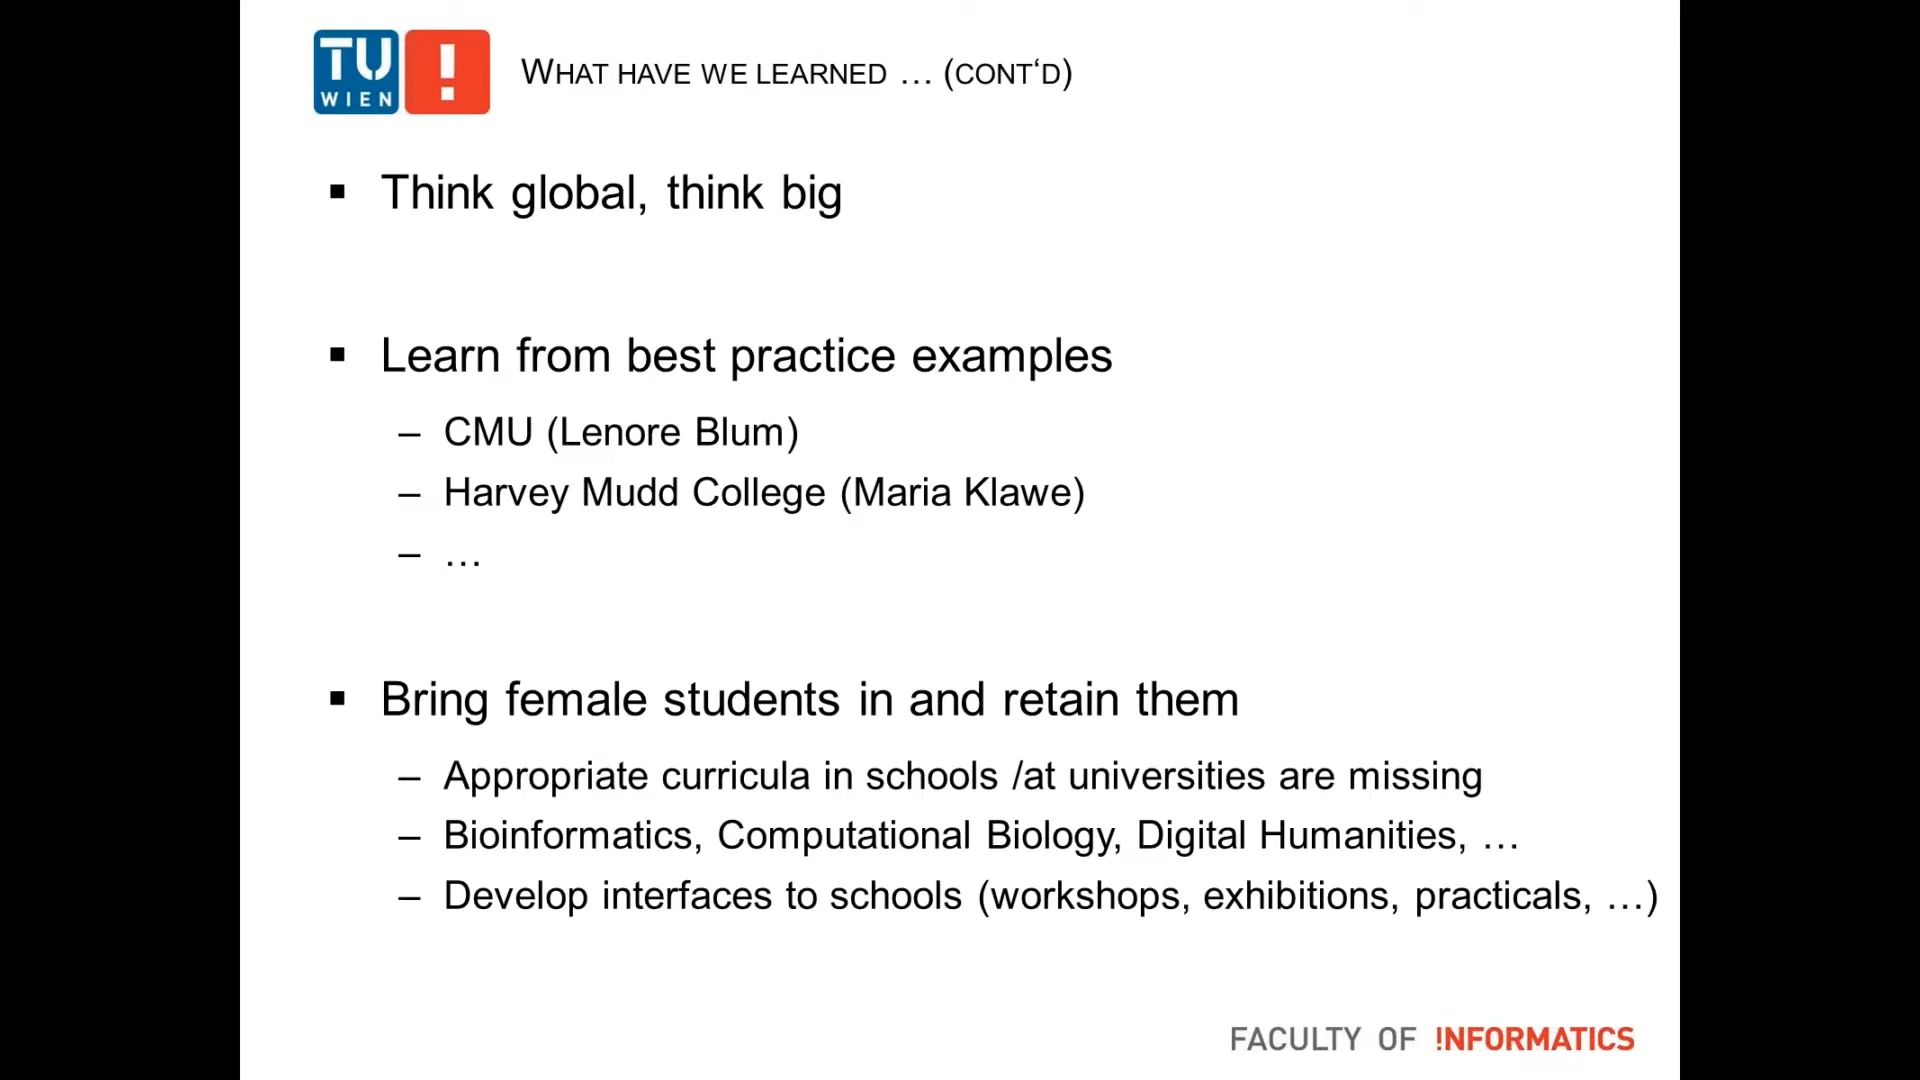 TU
WIEN
!
WHAT HAVE WE LEARNED … (CONT‘D)
▪ Think global, think big
▪ Learn from best practice examples
– CMU (Lenore Blum)
– Harvey Mudd College (Maria Klawe)
– …
▪ Bring female students in and retain them
– Appropriate curricula in schools /at universities are missing
– Bioinformatics, Computational Biology, Digital Humanities, …
– Develop interfaces to schools (workshops, exhibitions, practicals, …)
FACULTY OF !NFORMATICS